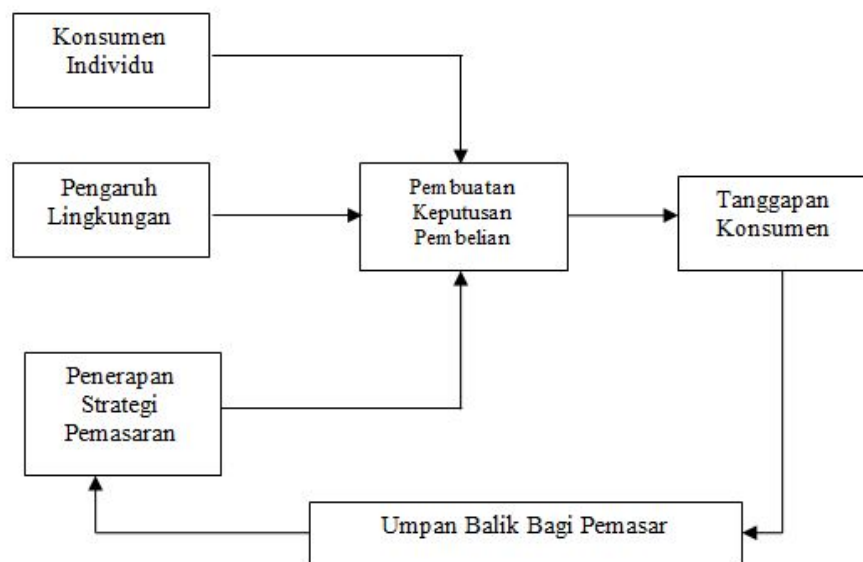 Konsumen
Individu
Pengaruh
Lingkungan
Pembuatan
Keputusan
Pembelian
Tanggapan
Konsumen
Penerapan
Strategi
Pemasaran
Umpan Balik Bagi Pemasar